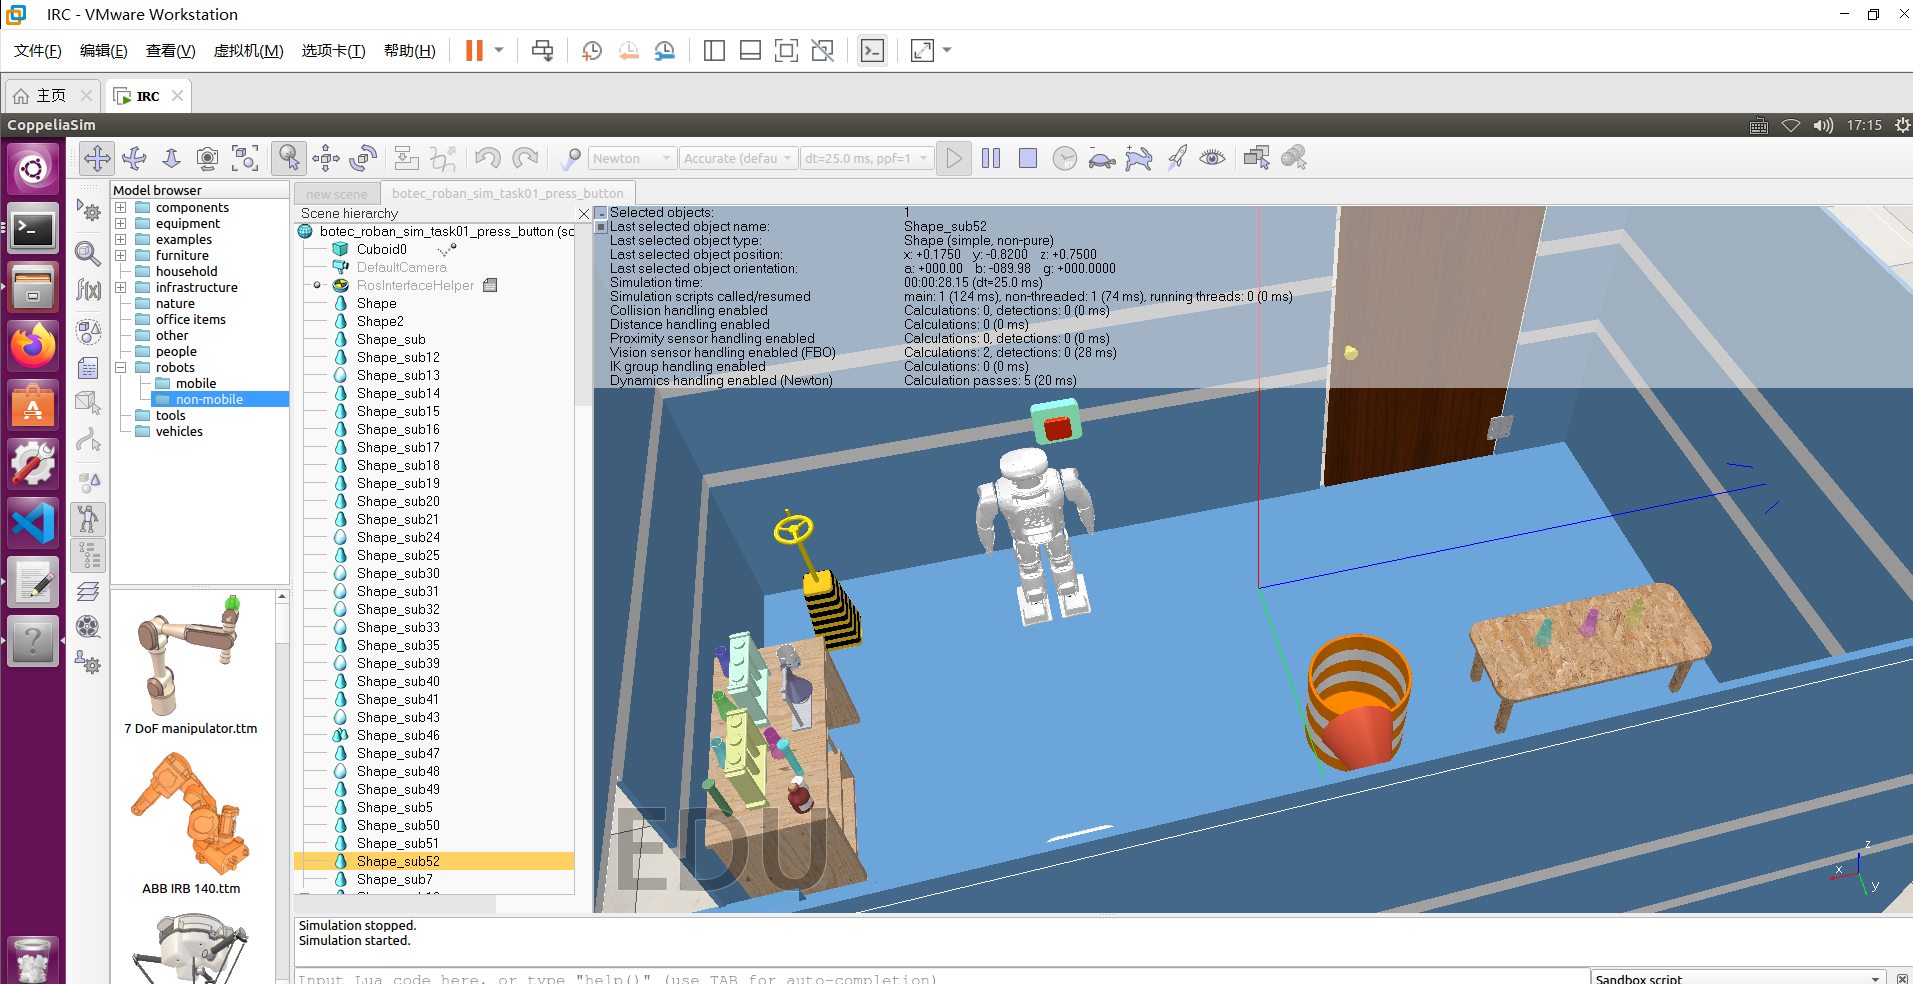 IRC - VMware Workstation
文件(F) 编辑(E) 查看(V) 虚拟机(M) 选项卡(T) 帮助(H)
主页 IRC
CoppeliaSim 17:15
Newton Accurate (defau dt=25.0 ms, ppf=1
Model browser
components
equipment
examples
furniture
household
infrastructure
nature
office items
other
people
robots
mobile
non-mobile
tools
vehicles
7 DoF manipulator.ttm
ABB IRB 140.ttm
new scene botec_roban_sim_task01_press_button
Scene hierarchy
botec_roban_sim_task01_press_button (sc
Cuboid0
DefaultCamera
RosInterfaceHelper
Shape
Shape2
Shape_sub
Shape_sub12
Shape_sub13
Shape_sub14
Shape_sub15
Shape_sub16
Shape_sub17
Shape_sub18
Shape_sub19
Shape_sub20
Shape_sub21
Shape_sub24
Shape_sub25
Shape_sub30
Shape_sub31
Shape_sub32
Shape_sub33
Shape_sub35
Shape_sub39
Shape_sub40
Shape_sub41
Shape_sub43
Shape_sub46
Shape_sub47
Shape_sub48
Shape_sub49
Shape_sub5
Shape_sub50
Shape_sub51
Shape_sub52
Shape_sub7
Selected objects: 1
Last selected object name: Shape_sub52
Last selected object type: Shape (simple, non-pure)
Last selected object position: x: +0.1750 y: -0.8200 z: +0.7500
Last selected object orientation: a: +000.00 b: -089.98 g: +000.0000
Simulation time: 00:00:28.15 (dt=25.0 ms)
Simulation scripts called/resumed main: 1 (124 ms), non-threaded: 1 (74 ms), running threads: 0 (0 ms)
Collision handling enabled Calculations: 0, detections: 0 (0 ms)
Distance handling enabled Calculations: 0 (0 ms)
Proximity sensor handling enabled Calculations: 0, detections: 0 (0 ms)
Vision sensor handling enabled (FBO) Calculations: 2, detections: 0 (28 ms)
IK group handling enabled Calculations: 0 (0 ms)
Dynamics handling enabled (Newton) Calculation passes: 5 (20 ms)
EDU
x
z
y
Simulation stopped.
Simulation started.
Input Lua code here, or type "help()" (use TAB for auto-completion)
Sandbox script